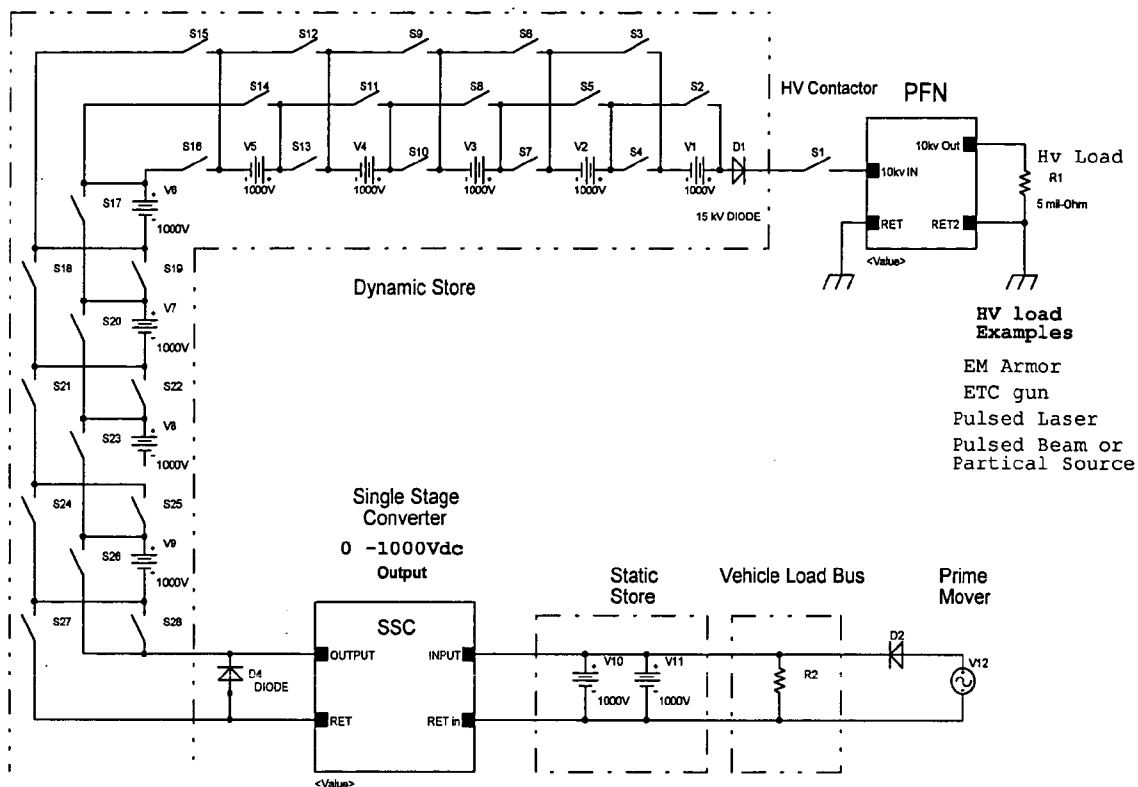 S15
S12
S9
S6
S3
S14
S11
S8
S5
S2
HV Contactor
PFN
S16
V5
S13
V4
S10
V3
S7
V2
S4
V1
D1
S1
1000V
1000V
1000V
1000V
1000V
15 kV DIODE
10kv IN
10kv Out
RET
RET2
<Value>
Hv Load
R1
5 mil-Ohm
V6
S17
1000V
S18
S19
V7
S20
1000V
S21
S22
V8
S23
1000V
S24
S25
V9
S26
1000V
S27
S28
Dynamic Store
HV load
Examples
EM Armor
ETC gun
Pulsed Laser
Pulsed Beam or
Partical Source
Single Stage
Converter
0 -1000Vdc
Output
SSC
OUTPUT
INPUT
RET
RET in
<Value>
D4
DIODE
Static
Store
V10
V11
1000V
1000V
Vehicle Load Bus
R2
Prime
Mover
D2
V12